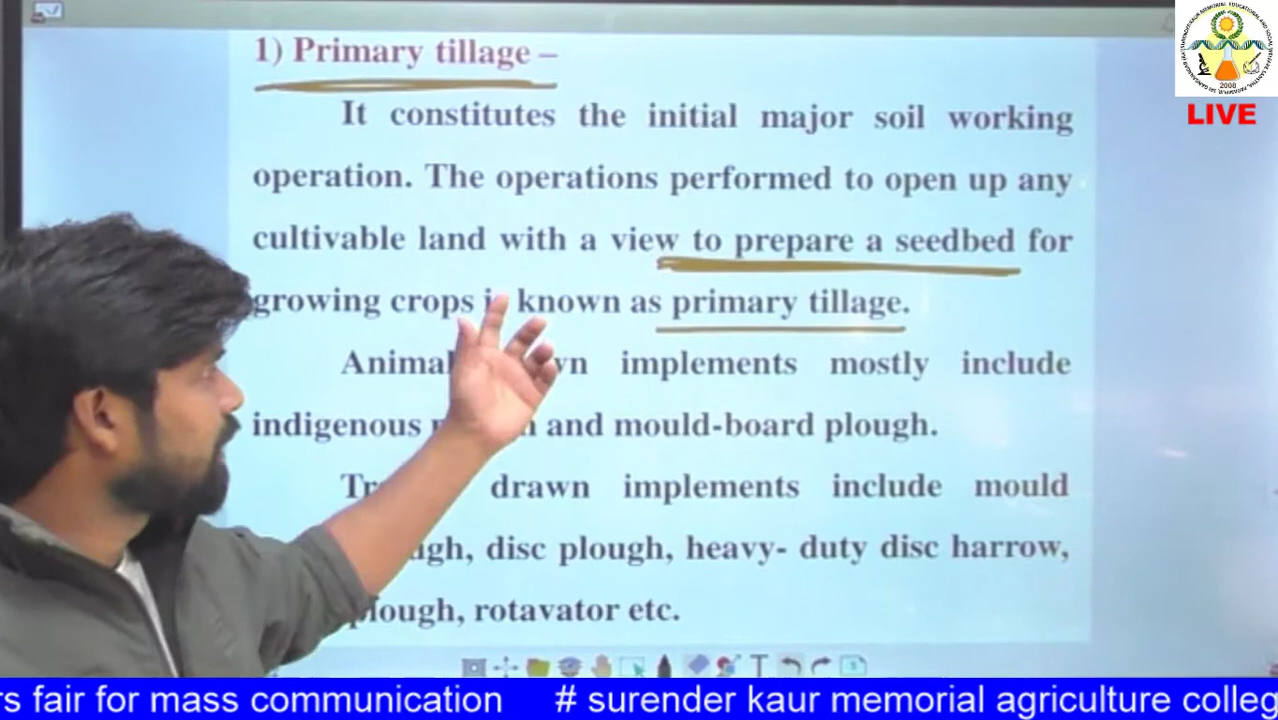 1) Primary tillage –
It constitutes the initial major soil working
operation. The operations performed to open up any
cultivable land with a view to prepare a seedbed for
growing crops is known as primary tillage.
implements mostly include
indigenous and mould-board plough.
drawn implements include mould
disc plough, heavy- duty disc harrow,
plough, rotavator etc.
2008
LIVE
fair for mass communication # surender kaur memorial agriculture